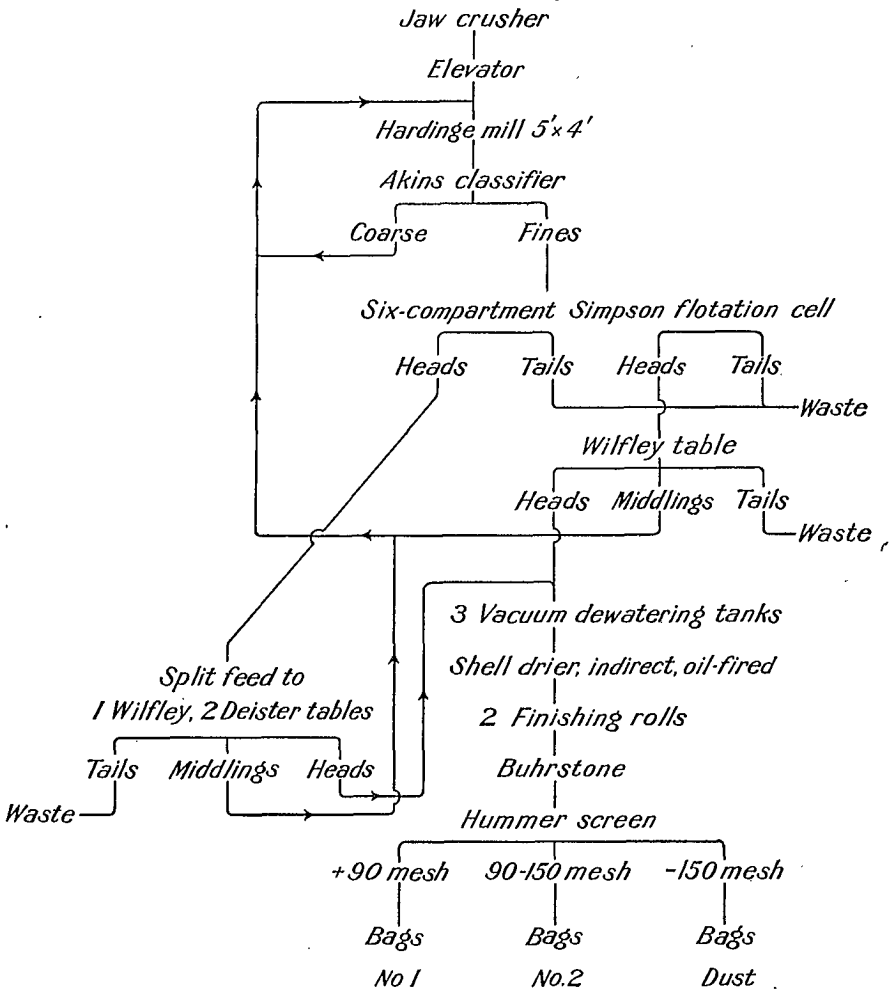 Jaw crusher
Elevator
Hardinge mill 5'x 4'
Akins classifier
Coarse Fines
Six-compartment Simpson flotation cell
Heads Tails Heads Tails
Waste
Wilfley table
Heads Middlings Tails
Waste
3 Vacuum dewatering tanks
Shell drier, indirect, oil-fired
Split feed to
1 Wilfley, 2 Deister tables
2 Finishing rolls
Tails Middlings Heads
Buhrstone
Waste
Hummer screen
+90 mesh 90-150 mesh -150 mesh
Bags Bags Bags
No 1 No. 2 Dust